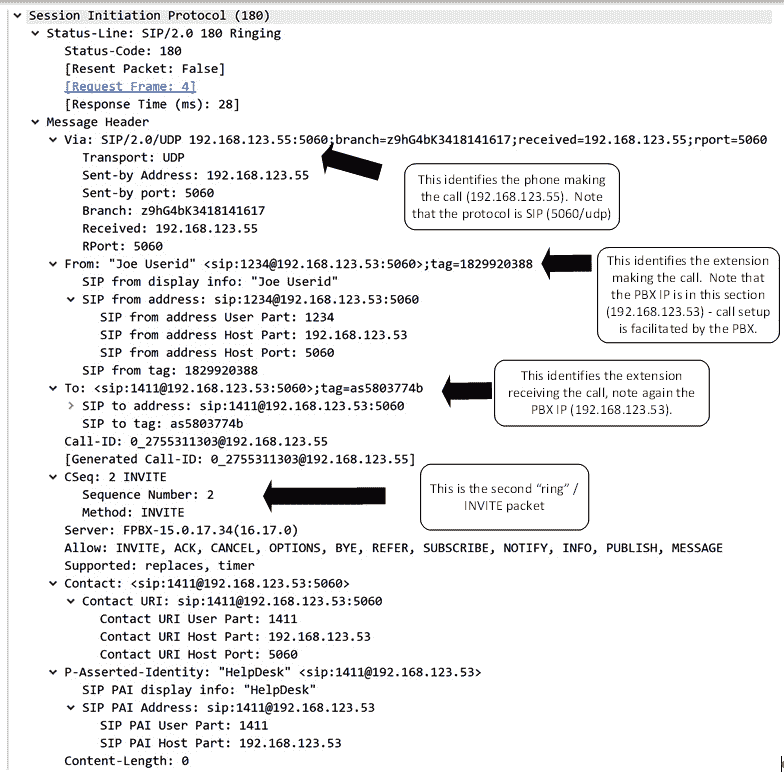 Session Initiation Protocol (180)
Status-Line: SIP/2.0 180 Ringing
Status-Code: 180
[Resent Packet: False]
[Request Frame: 4]
[Response Time (ms): 28]
Message Header
Via: SIP/2.0/UDP 192.168.123.55:5060;branch=z9hG4bK3418141617;received=192.168.123.55;rport=5060
Transport: UDP
Sent-by Address: 192.168.123.55
Sent-by port: 5060
Branch: z9hG4bK3418141617
Received: 192.168.123.55
RPort: 5060
This identifies the phone making
the call (192.168.123.55). Note
that the protocol is SIP (5060/udp)
From: "Joe Userid" <sip:1234@192.168.123.53:5060>;tag=1829920388
SIP from display info: "Joe Userid"
SIP from address: sip:1234@192.168.123.53:5060
SIP from address User Part: 1234
SIP from address Host Part: 192.168.123.53
SIP from address Host Port: 5060
SIP from tag: 1829920388
This identifies the extension
making the call. Note that
the PBX IP is in this section
(192.168.123.53) - call setup
is facilitated by the PBX.
To: <sip:1411@192.168.123.53:5060>;tag=as5803774b
SIP to address: sip:1411@192.168.123.53:5060
SIP to tag: as5803774b
This identifies the extension
receiving the call, note again the
PBX IP (192.168.123.53).
Call-ID: 0_2755311303@192.168.123.55
[Generated Call-ID: 0_2755311303@192.168.123.55]
CSeq: 2 INVITE
Sequence Number: 2
Method: INVITE
This is the second “ring” /
INVITE packet
Server: FPBX-15.0.17.34(16.17.0)
Allow: INVITE, ACK, CANCEL, OPTIONS, BYE, REFER, SUBSCRIBE, NOTIFY, INFO, PUBLISH, MESSAGE
Supported: replaces, timer
Contact: <sip:1411@192.168.123.53:5060>
Contact URI: sip:1411@192.168.123.53:5060
Contact URI User Part: 1411
Contact URI Host Part: 192.168.123.53
Contact URI Host Port: 5060
P-Asserted-Identity: "HelpDesk" <sip:1411@192.168.123.53>
SIP PAI display info: "HelpDesk"
SIP PAI Address: sip:1411@192.168.123.53
SIP PAI User Part: 1411
SIP PAI Host Part: 192.168.123.53
Content-Length: 0